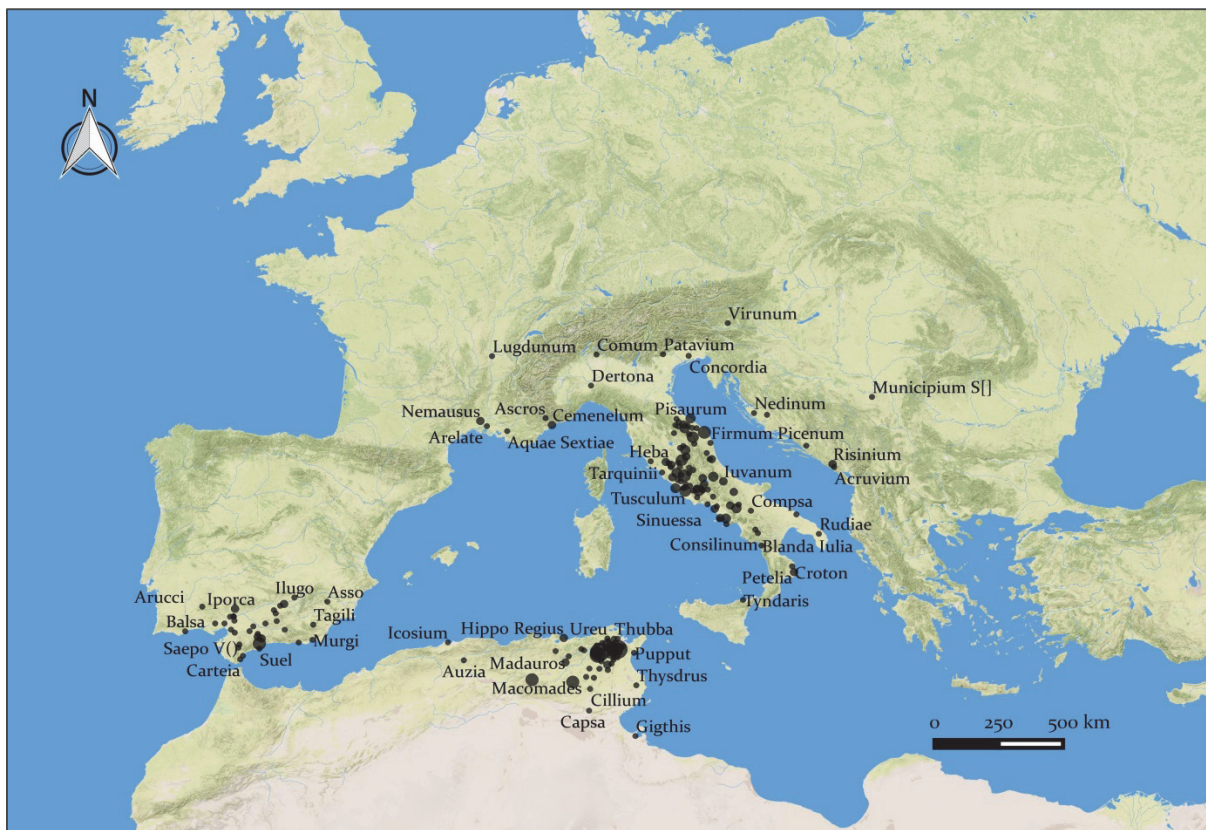 N
Virunum
Lugdunum
Comum
Patavium
Concordia
Dertona
Municipium S[]
Nemausus
Ascros
Cemenelum
Pisaurum
Nedinum
Arelate
Aquae Sextiae
Firmum Picenum
Heba
Risinium
Tarquinii
Iuvanum
Acruvium
Tusculum
Compsa
Sinuessa
Rudiae
Consilinum
Blanda Iulia
Petelia
Croton
Tyndaris
Arucci
Iporca
Ilugo
Asso
Balsa
Tagili
Saepo V()
Murgi
Suel
Carteia
Icosium
Hippo Regius
Ureu
Thubba
Auzia
Madauros
Pupput
Macomades
Thysdrus
Cillium
Capsa
Gigthis
0 250 500 km